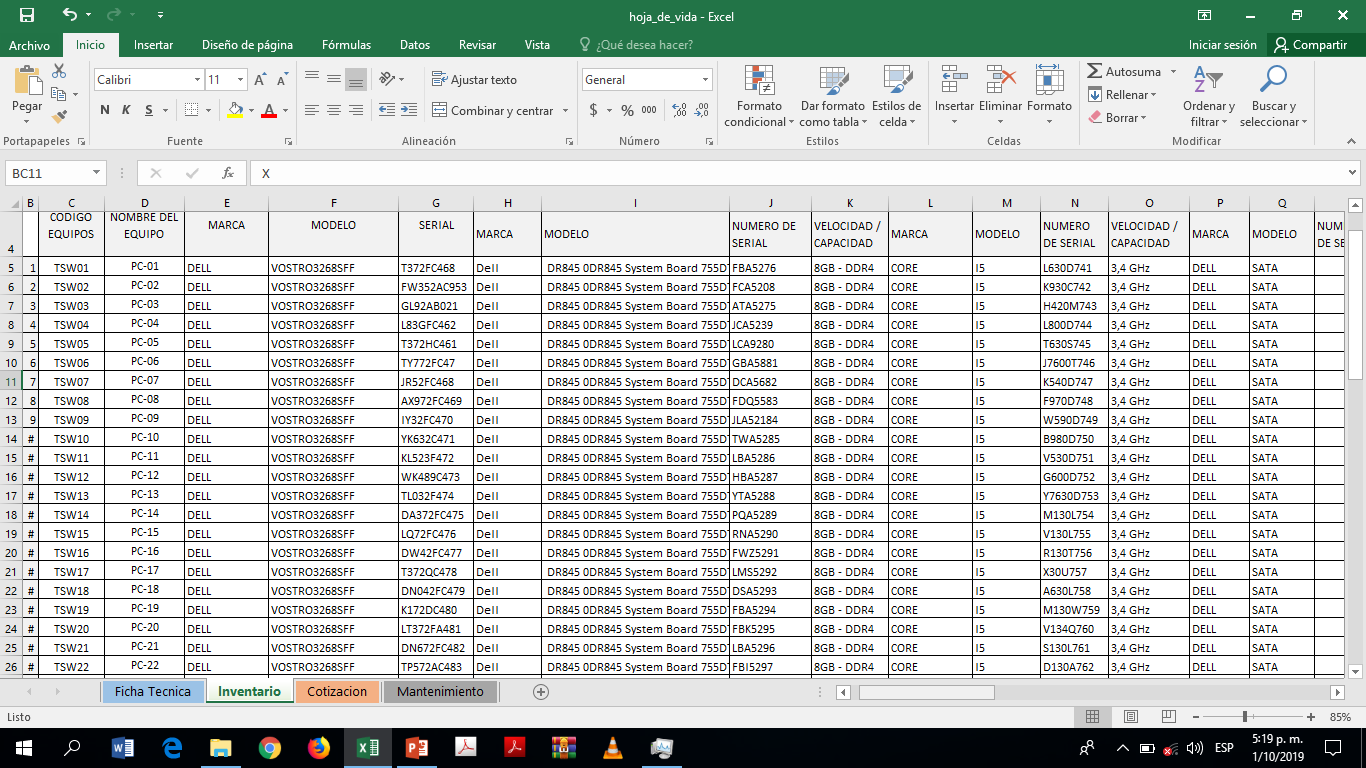 hoja_de_vida - Excel
Archivo Inicio Insertar Diseño de página Fórmulas Datos Revisar Vista ¿Qué desea hacer? Iniciar sesión Compartir
Pegar
Calibri 11
N K S
Ajustar texto
Combinar y centrar
General
$ % 000
Formato condicional
Dar formato como tabla
Estilos de celda
Insertar Eliminar Formato
Autosuma
Rellenar
Borrar
Ordenar y filtrar
Buscar y seleccionar
Portapapeles Fuente Alineación Número Estilos Celdas Modificar
BC11 fx X
B C D E F G H I J K L M N O P Q
4 CODIGO EQUIPOS NOMBRE DEL EQUIPO MARCA MODELO SERIAL MARCA MODELO NUMERO DE SERIAL VELOCIDAD / CAPACIDAD MARCA MODELO NUMERO DE SERIAL VELOCIDAD / CAPACIDAD MARCA MODELO NUM DE SE
5 1 TSW01 PC-01 DELL VOSTRO3268SFF T372FC468 Dell DR845 0DR845 System Board 755D FBA5276 8GB - DDR4 CORE I5 L630D741 3,4 GHz DELL SATA
6 2 TSW02 PC-02 DELL VOSTRO3268SFF FW352AC953 Dell DR845 0DR845 System Board 755D FCA5208 8GB - DDR4 CORE I5 K930C742 3,4 GHz DELL SATA
7 3 TSW03 PC-03 DELL VOSTRO3268SFF GL92AB021 Dell DR845 0DR845 System Board 755D ATA5275 8GB - DDR4 CORE I5 H420M743 3,4 GHz DELL SATA
8 4 TSW04 PC-04 DELL VOSTRO3268SFF L83GFC462 Dell DR845 0DR845 System Board 755D JCA5239 8GB - DDR4 CORE I5 L800D744 3,4 GHz DELL SATA
9 5 TSW05 PC-05 DELL VOSTRO3268SFF T372HC461 Dell DR845 0DR845 System Board 755D LCA9280 8GB - DDR4 CORE I5 T630S745 3,4 GHz DELL SATA
10 6 TSW06 PC-06 DELL VOSTRO3268SFF TY772FC47 Dell DR845 0DR845 System Board 755D GBA5881 8GB - DDR4 CORE I5 J7600T746 3,4 GHz DELL SATA
11 7 TSW07 PC-07 DELL VOSTRO3268SFF JR52FC468 Dell DR845 0DR845 System Board 755D DCA5682 8GB - DDR4 CORE I5 K540D747 3,4 GHz DELL SATA
12 8 TSW08 PC-08 DELL VOSTRO3268SFF AX972FC469 Dell DR845 0DR845 System Board 755D FDQ5583 8GB - DDR4 CORE I5 F970D748 3,4 GHz DELL SATA
13 9 TSW09 PC-09 DELL VOSTRO3268SFF IY32FC470 Dell DR845 0DR845 System Board 755D JLA52184 8GB - DDR4 CORE I5 W590D749 3,4 GHz DELL SATA
14 # TSW10 PC-10 DELL VOSTRO3268SFF YK632C471 Dell DR845 0DR845 System Board 755D TWA5285 8GB - DDR4 CORE I5 B980D750 3,4 GHz DELL SATA
15 # TSW11 PC-11 DELL VOSTRO3268SFF KL523F472 Dell DR845 0DR845 System Board 755D LBA5286 8GB - DDR4 CORE I5 V530D751 3,4 GHz DELL SATA
16 # TSW12 PC-12 DELL VOSTRO3268SFF WK489C473 Dell DR845 0DR845 System Board 755D HBA5287 8GB - DDR4 CORE I5 G600D752 3,4 GHz DELL SATA
17 # TSW13 PC-13 DELL VOSTRO3268SFF TL032F474 Dell DR845 0DR845 System Board 755D YTA5288 8GB - DDR4 CORE I5 Y7630D753 3,4 GHz DELL SATA
18 # TSW14 PC-14 DELL VOSTRO3268SFF DA372FC475 Dell DR845 0DR845 System Board 755D PQA5289 8GB - DDR4 CORE I5 M130L754 3,4 GHz DELL SATA
19 # TSW15 PC-15 DELL VOSTRO3268SFF LQ72FC476 Dell DR845 0DR845 System Board 755D RNA5290 8GB - DDR4 CORE I5 V130L755 3,4 GHz DELL SATA
20 # TSW16 PC-16 DELL VOSTRO3268SFF DW42FC477 Dell DR845 0DR845 System Board 755D FWZ5291 8GB - DDR4 CORE I5 R130T756 3,4 GHz DELL SATA
21 # TSW17 PC-17 DELL VOSTRO3268SFF T372QC478 Dell DR845 0DR845 System Board 755D LMS5292 8GB - DDR4 CORE I5 X30U757 3,4 GHz DELL SATA
22 # TSW18 PC-18 DELL VOSTRO3268SFF DN042FC479 Dell DR845 0DR845 System Board 755D DSA5293 8GB - DDR4 CORE I5 A630L758 3,4 GHz DELL SATA
23 # TSW19 PC-19 DELL VOSTRO3268SFF K172DC480 Dell DR845 0DR845 System Board 755D FBA5294 8GB - DDR4 CORE I5 M130W759 3,4 GHz DELL SATA
24 # TSW20 PC-20 DELL VOSTRO3268SFF LT372FA481 Dell DR845 0DR845 System Board 755D FBK5295 8GB - DDR4 CORE I5 V134Q760 3,4 GHz DELL SATA
25 # TSW21 PC-21 DELL VOSTRO3268SFF DN672FC482 Dell DR845 0DR845 System Board 755D LBA5296 8GB - DDR4 CORE I5 S130L761 3,4 GHz DELL SATA
26 # TSW22 PC-22 DELL VOSTRO3268SFF TP572AC483 Dell DR845 0DR845 System Board 755D FBI5297 8GB - DDR4 CORE I5 D130A762 3,4 GHz DELL SATA
Ficha Tecnica Inventario Cotizacion Mantenimiento
Listo 85%
ESP 5:19 p. m.
1/10/2019